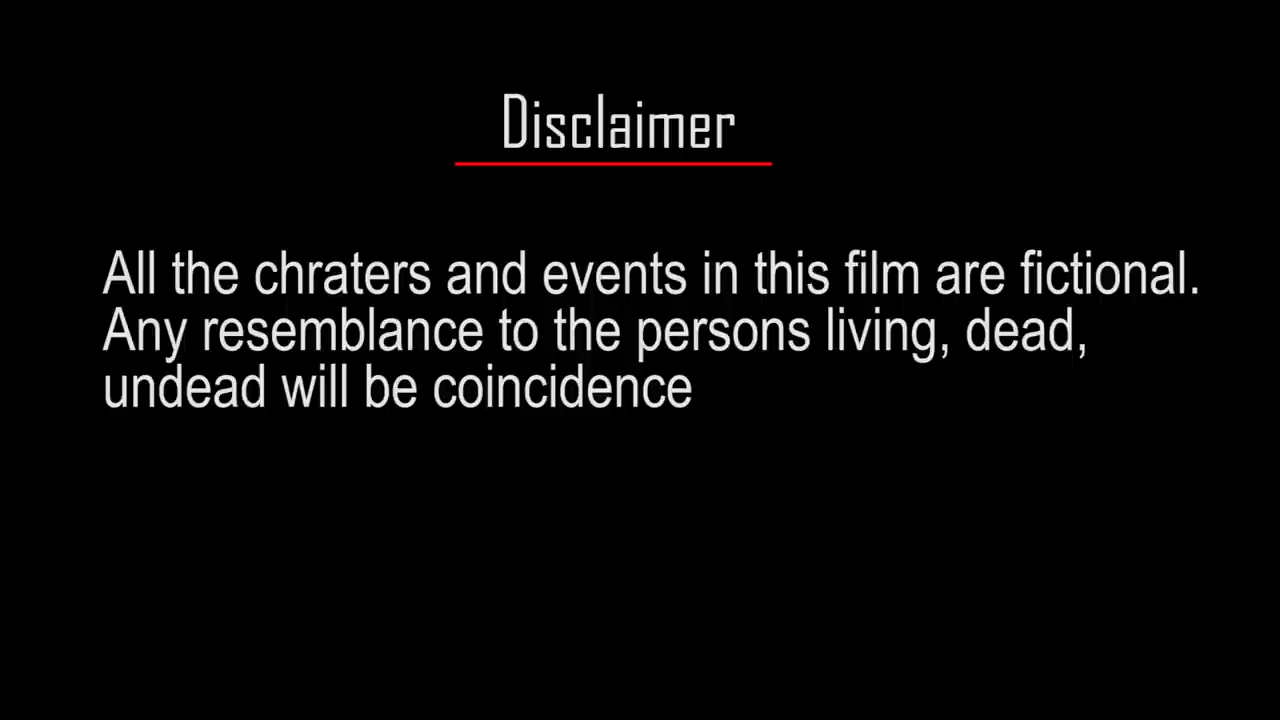 Disclaimer
All the chraters and events in this film are fictional.
Any resemblance to the persons living, dead,
undead will be coincidence